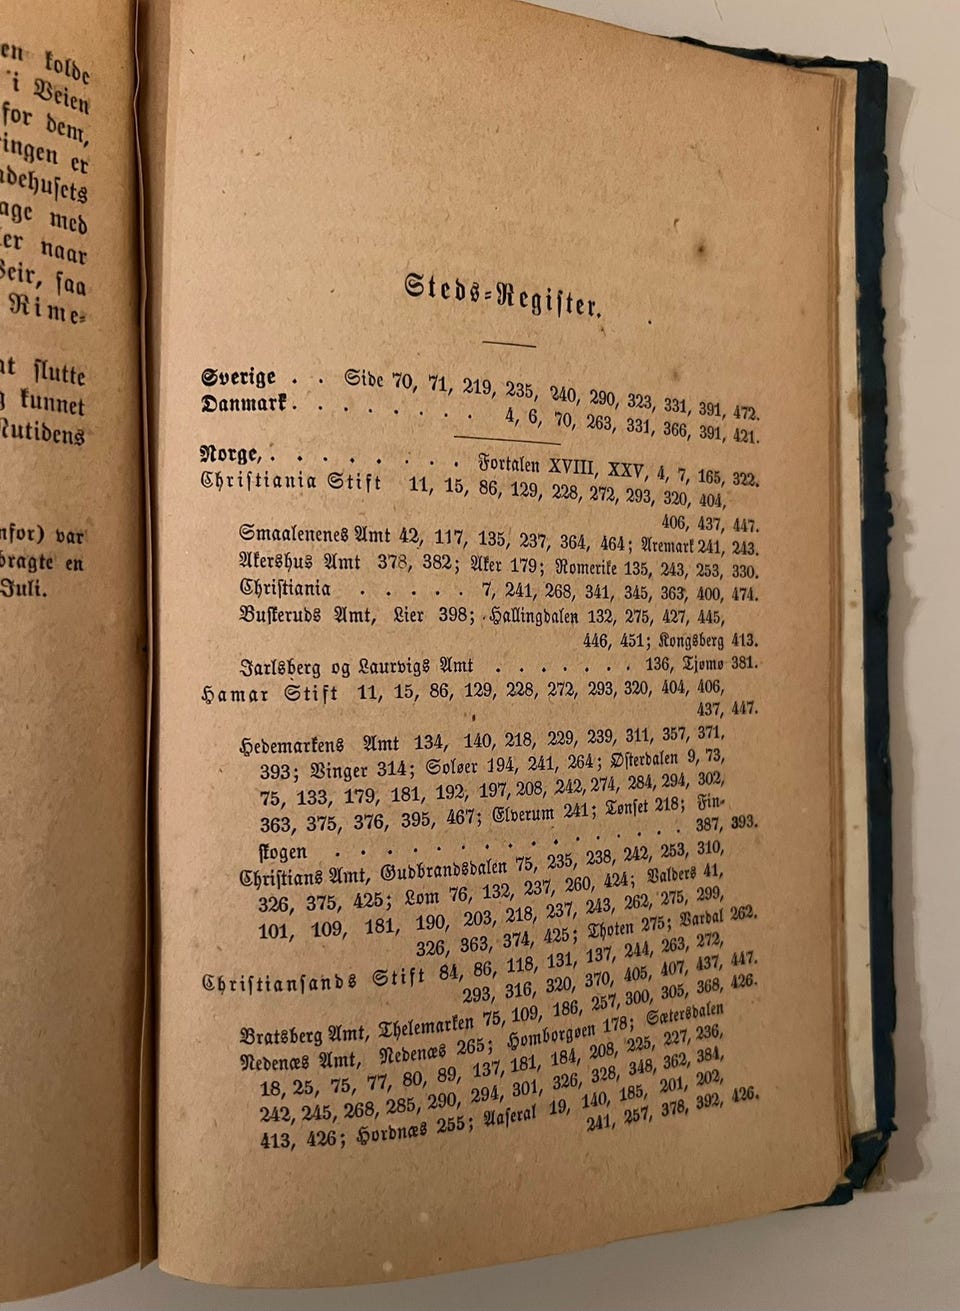 en kolde
i Veien
for dem,
ringen er
ndehusets
age med
er naar
Veir, saa
Rime-
at slutte
kunnet
Nutidens
nfor) var
bragte en
Juli.
Steds-Register.
Sverige . . Side 70, 71, 219, 235, 240, 290, 323, 331, 391, 472.
Danmark. . . . . . . . 4, 6, 70, 263, 331, 366, 391, 421.
Norge, . . . . . . . . Fortalen XVIII, XXV, 4, 7, 165, 322.
Christiania Stift 11, 15, 86, 129, 228, 272, 293, 320, 404,
406, 437, 447.
Smaalenenes Amt 42, 117, 135, 237, 364, 464; Aremark 241, 243.
Akershus Amt 378, 382; Aker 179; Romerike 135, 243, 253, 330.
Christiania . . . . . 7, 241, 268, 341, 345, 363, 400, 474.
Buskeruds Amt, Lier 398; Hallingdalen 132, 275, 427, 445,
446, 451; Kongsberg 413.
Jarlsberg og Laurvigs Amt . . . . . . . 136, Tjømø 381.
Hamar Stift 11, 15, 86, 129, 228, 272, 293, 320, 404, 406,
437, 447.
Hedemarkens Amt 134, 140, 218, 229, 239, 311, 357, 371,
393; Vinger 314; Soløer 194, 241, 264; Østerdalen 9, 73,
75, 133, 179, 181, 192, 197, 208, 242, 274, 284, 294, 302,
363, 375, 376, 395, 467; Elverum 241; Tønset 218; Fin-
skogen . . . . . . . . . . . . . . 387, 393.
Christians Amt, Gudbrandsdalen 75, 235, 238, 242, 253, 310,
326, 375, 425; Lom 76, 132, 237, 260, 424; Valders 41,
101, 109, 181, 190, 203, 218, 237, 243, 262, 275, 299,
326, 363, 374, 425; Thoten 275; Vardal 262.
Christiansands Stift 84, 86, 118, 131, 137, 244, 263, 272,
293, 316, 320, 370, 405, 407, 437, 447.
Bratsberg Amt, Thelemarken 75, 109, 186, 257, 300, 305, 368, 426.
Nedenæs Amt, Nedenæs 265; Homborgøen 178; Sætersdalen
18, 25, 75, 77, 80, 89, 137, 181, 184, 208, 225, 227, 236,
242, 245, 268, 285, 290, 294, 301, 326, 328, 348, 362, 384,
413, 426; Hordnæs 255; Aaseral 19, 140, 185, 201, 202,
241, 257, 378, 392, 426.